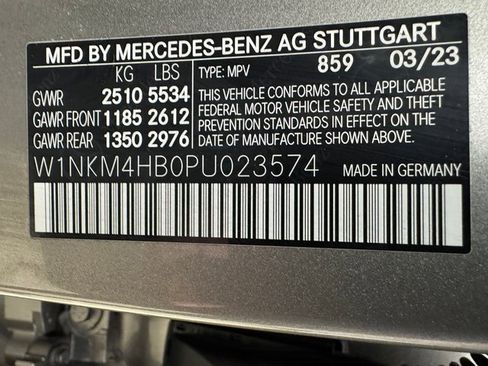 MFD BY MERCEDES-BENZ AG STUTTGART
KG LBS TYPE: MPV 859 03/23
GVWR 2510 5534
GAWR FRONT 1185 2612
GAWR REAR 1350 2976
THIS VEHICLE CONFORMS TO ALL APPLICABLE
FEDERAL MOTOR VEHICLE SAFETY AND THEFT
PREVENTION STANDARDS IN EFFECT ON THE
DATE OF MANUFACTURE SHOWN ABOVE.
W1NKM4HB0PU023574 MADE IN GERMANY